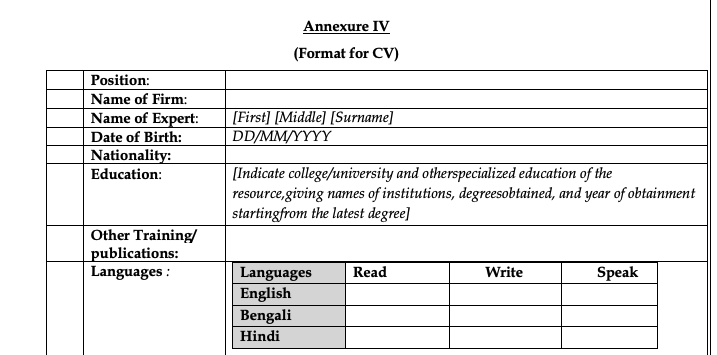 Annexure IV
(Format for CV)
Position:
Name of Firm:
Name of Expert: [First] [Middle] [Surname]
Date of Birth: DD/MM/YYYY
Nationality:
Education: [Indicate college/university and otherspecialized education of the
resource,giving names of institutions, degreesobtained, and year of obtainment
startingfrom the latest degree]
Other Training/
publications:
Languages : Languages Read Write Speak
English
Bengali
Hindi